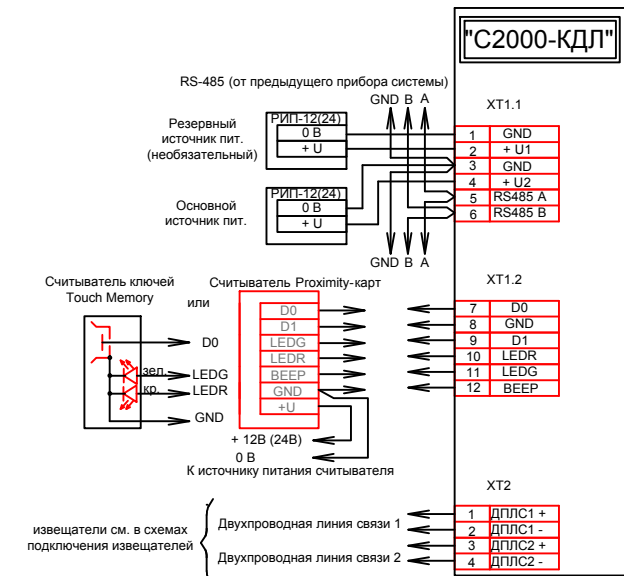 "С2000-КДЛ"
RS-485 (от предыдущего прибора системы)
GND B A
XT1.1
Резервный
источник пит.
(необязательный)
РИП-12(24)
0 В
+ U
1 GND
2 + U1
3 GND
4 + U2
5 RS485 A
6 RS485 B
Основной
источник пит.
РИП-12(24)
0 В
+ U
GND B A
Считыватель ключей
Touch Memory
или
Считыватель Proximity-карт
XT1.2
D0
LEDG
LEDR
GND
зел.
кр.
D0
D1
LEDG
LEDR
BEEP
GND
+U
7 D0
8 GND
9 D1
10 LEDR
11 LEDG
12 BEEP
+ 12В (24В)
0 В
К источнику питания считывателя
XT2
извещатели см. в схемах
подключения извещателей
Двухпроводная линия связи 1
Двухпроводная линия связи 2
1 ДПЛС1 +
2 ДПЛС1 -
3 ДПЛС2 +
4 ДПЛС2 -